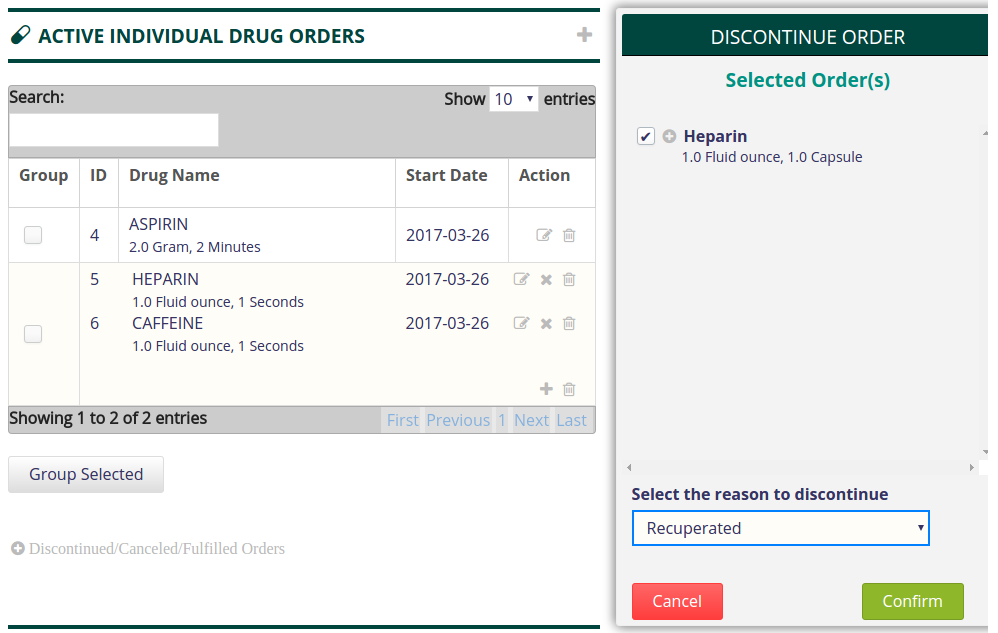 ACTIVE INDIVIDUAL DRUG ORDERS
Search:
Show 10 entries
Group ID Drug Name Start Date Action
4 ASPIRIN 2017-03-26
2.0 Gram, 2 Minutes
5 HEPARIN 2017-03-26
1.0 Fluid ounce, 1 Seconds
6 CAFFEINE 2017-03-26
1.0 Fluid ounce, 1 Seconds
Showing 1 to 2 of 2 entries First Previous 1 Next Last
Group Selected
Discontinued/Canceled/Fulfilled Orders
DISCONTINUE ORDER
Selected Order(s)
Heparin
1.0 Fluid ounce, 1.0 Capsule
Select the reason to discontinue
Recuperated
Cancel Confirm